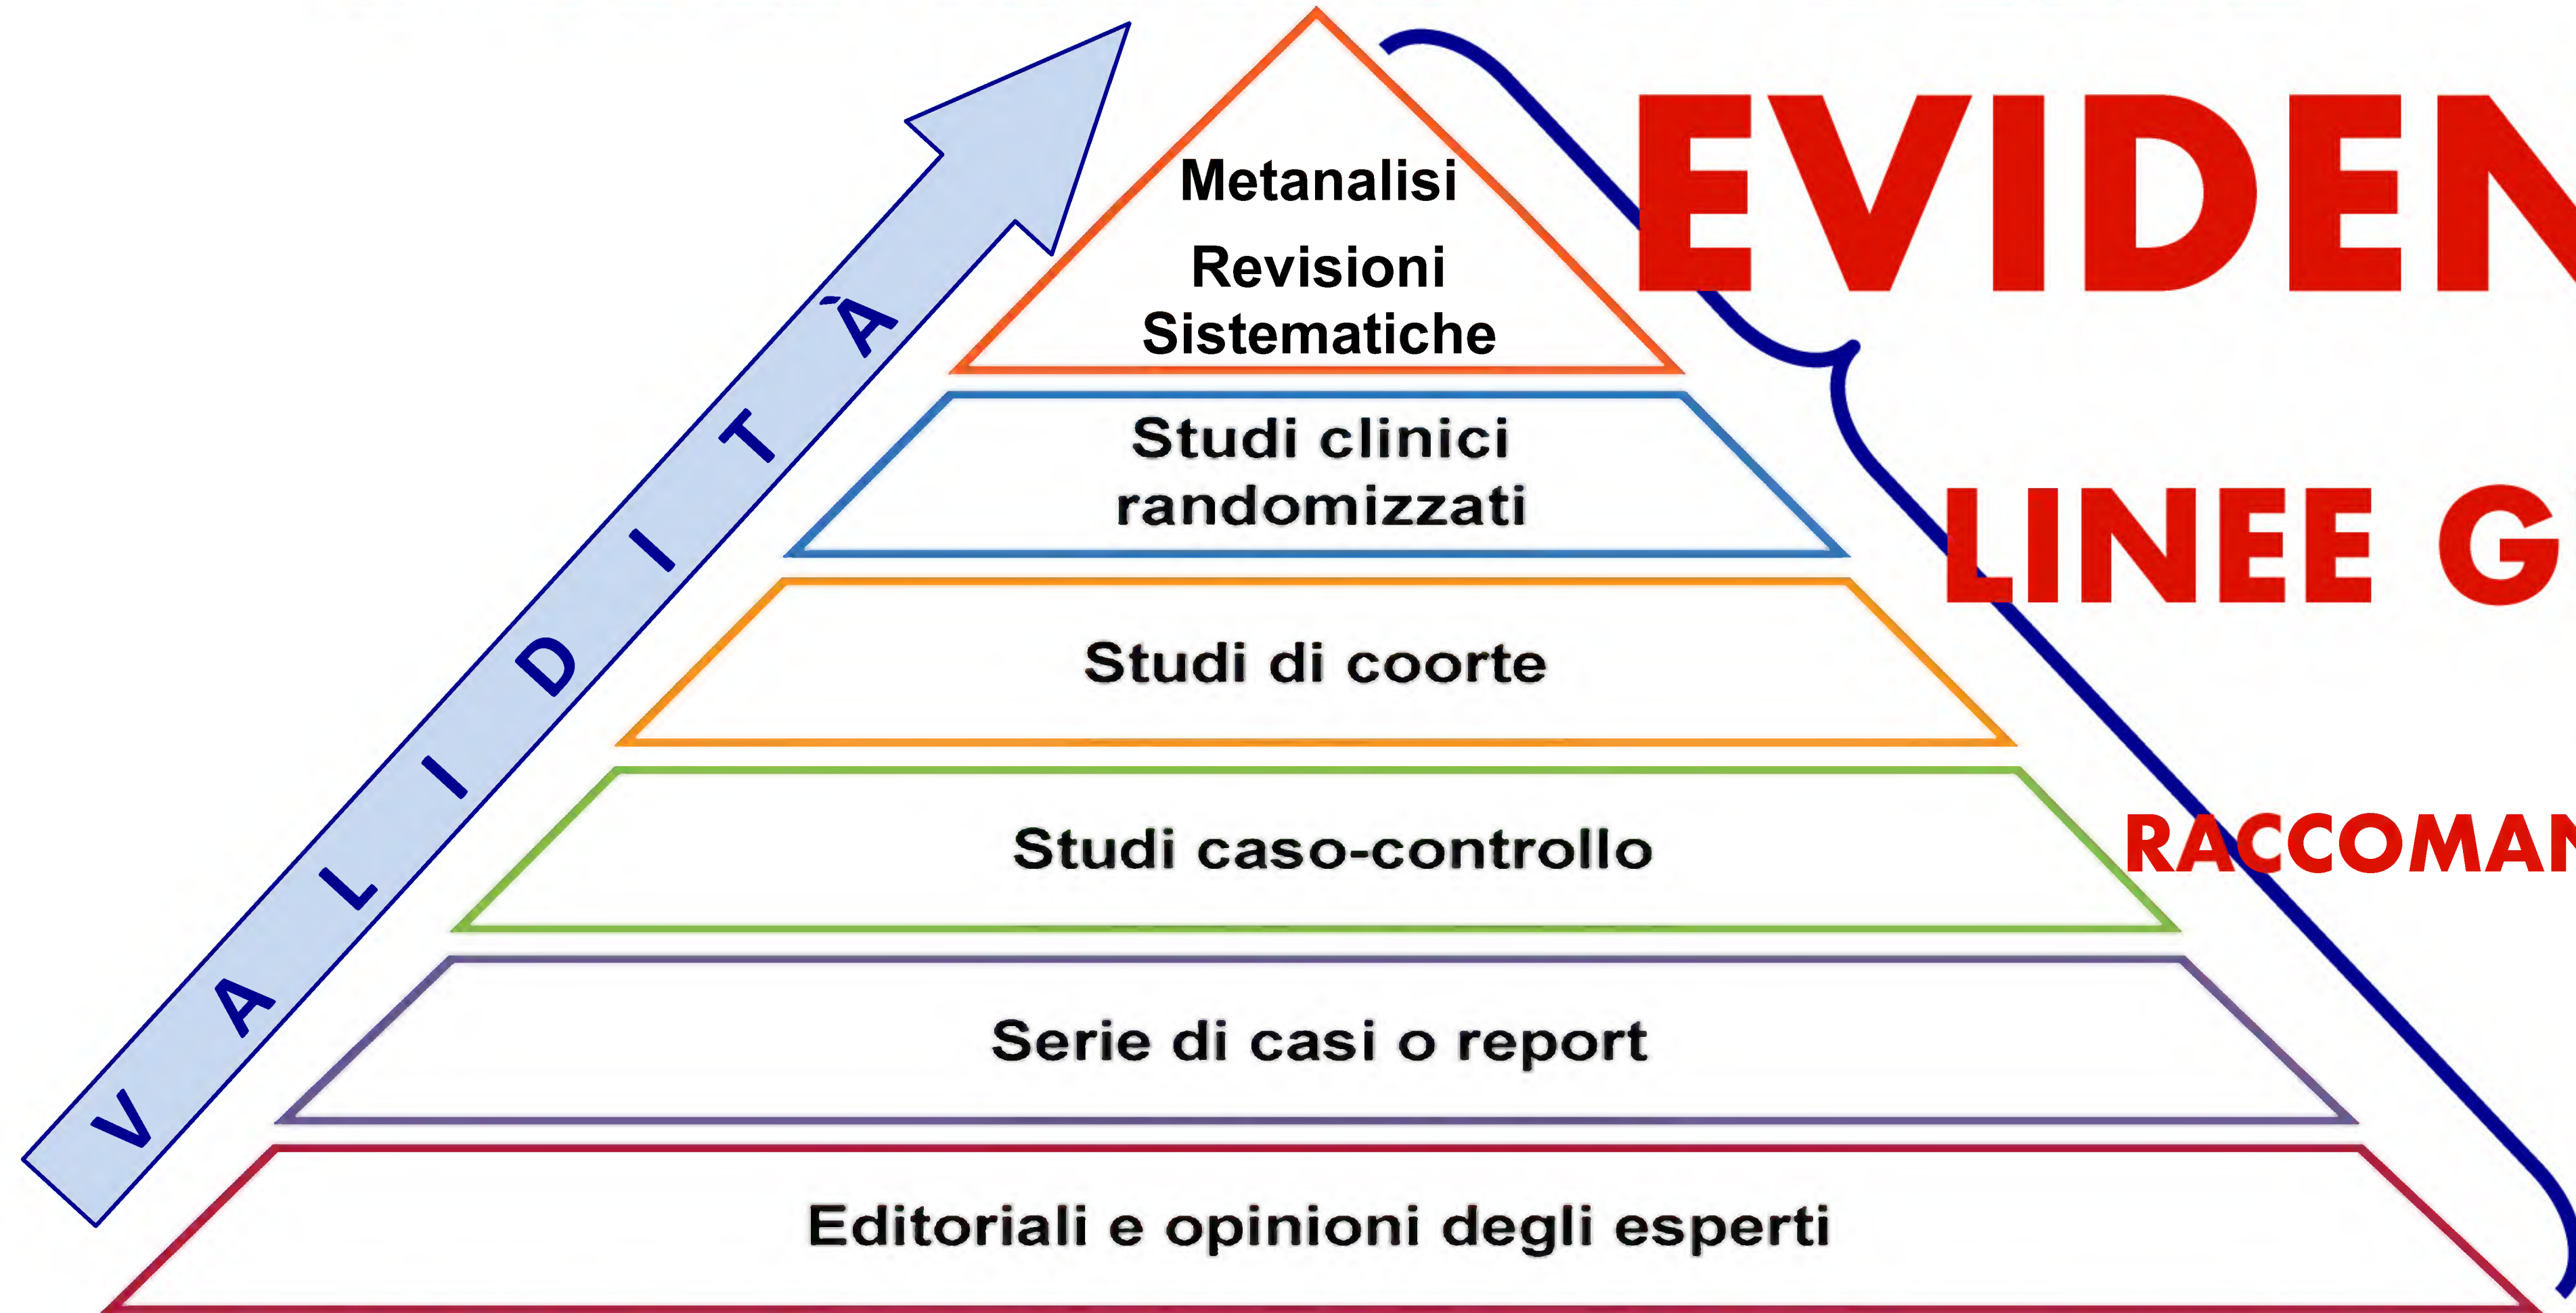 VALIDITÀ
Metanalisi
Revisioni
Sistematiche
Studi clinici
randomizzati
Studi di coorte
Studi caso-controllo
Serie di casi o report
Editoriali e opinioni degli esperti
EVIDEN
LINEE G
RACCOMAN